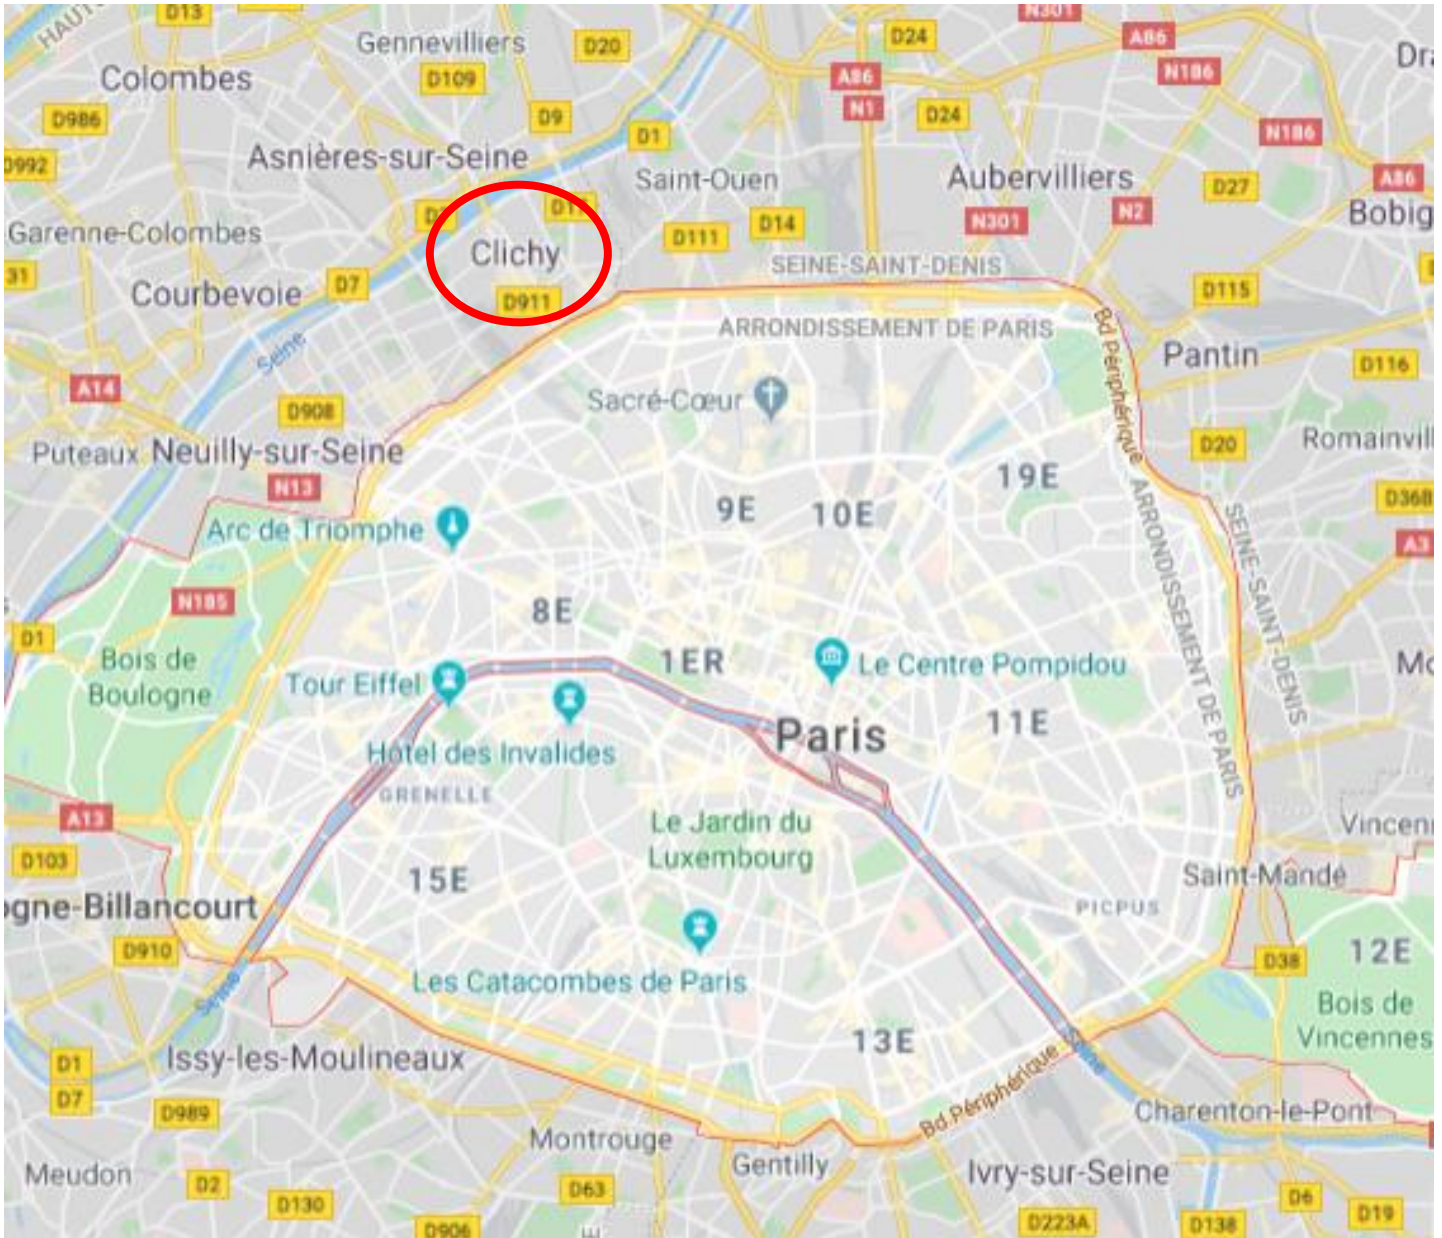 D13
N301
HAUTS
Gennevilliers
D20
D24
A86
Colombes
D109
A86
N186
N1
D986
D9
D1
D24
N186
D992
Asnières-sur-Seine
Saint-Ouen
Aubervilliers
D27
A86
N301
N2
Bobig
Garenne-Colombes
Clichy
D111
D14
31
Courbevoie
D7
D911
SEINE-SAINT-DENIS
D115
Seine
ARRONDISSEMENT DE PARIS
Bd Périphérique
Pantin
D116
A14
D908
Sacré-Cœur
Puteaux
Neuilly-sur-Seine
D20
Romainvill
N13
19E
9E
10E
D36B
Arc de Triomphe
SEINE-SAINT-DENIS
ARRONDISSEMENT DE PARIS
A3
N185
8E
D1
Bois de
Boulogne
1ER
Le Centre Pompidou
Tour Eiffel
11E
Paris
Hôtel des Invalides
GRENELLE
A13
Le Jardin du
Luxembourg
Vincenn
D103
15E
Saint-Mandé
ogne-Billancourt
PICPUS
D910
12E
D38
Seine
Les Catacombes de Paris
Bois de
Vincennes
13E
Seine
D1
Issy-les-Moulineaux
Bd Périphérique
D7
D989
Charenton-le-Pont
Montrouge
Gentilly
Meudon
Ivry-sur-Seine
D2
D63
D130
D6
D19
D906
D223A
D138